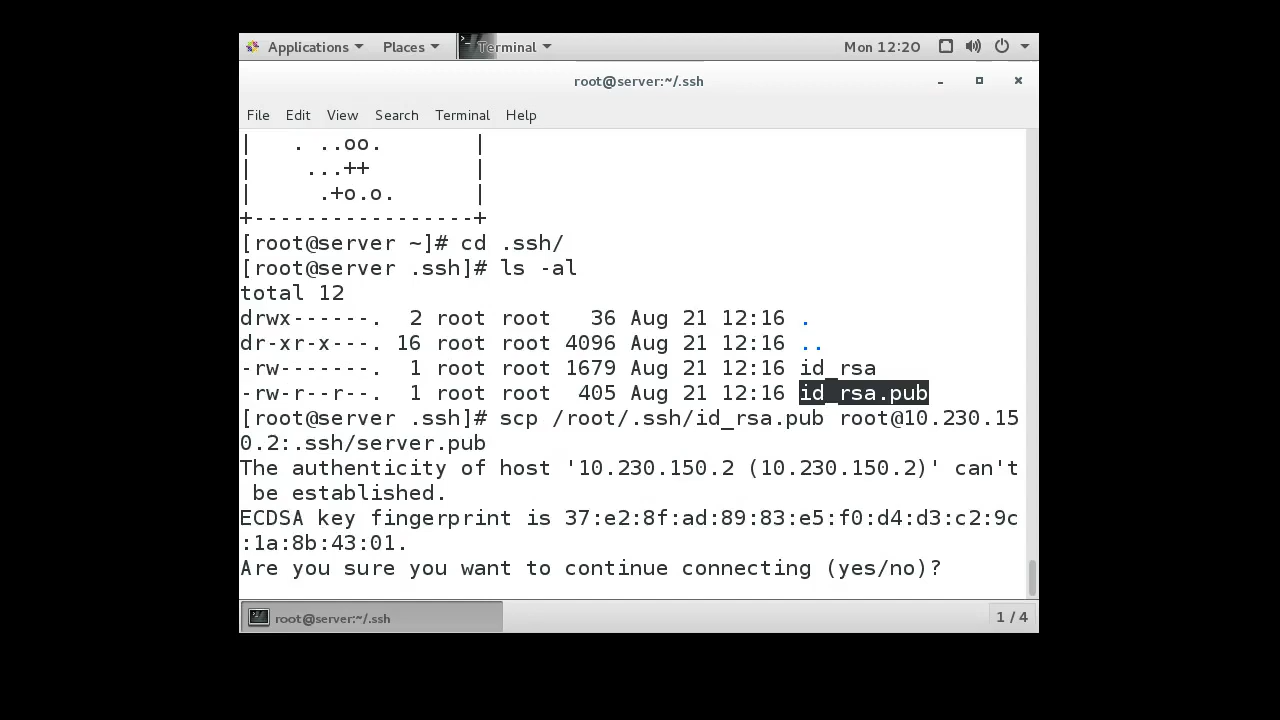 Applications Places Terminal Mon 12:20
root@server:~/.ssh
File Edit View Search Terminal Help
|    . ..oo.       |
|     ...++        |
|      .+o.o.      |
+-----------------+
[root@server ~]# cd .ssh/
[root@server .ssh]# ls -al
total 12
drwx------.  2 root root   36 Aug 21 12:16 .
dr-xr-x---. 16 root root 4096 Aug 21 12:16 ..
-rw-------.  1 root root 1679 Aug 21 12:16 id_rsa
-rw-r--r--.  1 root root  405 Aug 21 12:16 id_rsa.pub
[root@server .ssh]# scp /root/.ssh/id_rsa.pub root@10.230.15
0.2:.ssh/server.pub
The authenticity of host '10.230.150.2 (10.230.150.2)' can't
 be established.
ECDSA key fingerprint is 37:e2:8f:ad:89:83:e5:f0:d4:d3:c2:9c
:1a:8b:43:01.
Are you sure you want to continue connecting (yes/no)?
root@server:~/.ssh 1 / 4